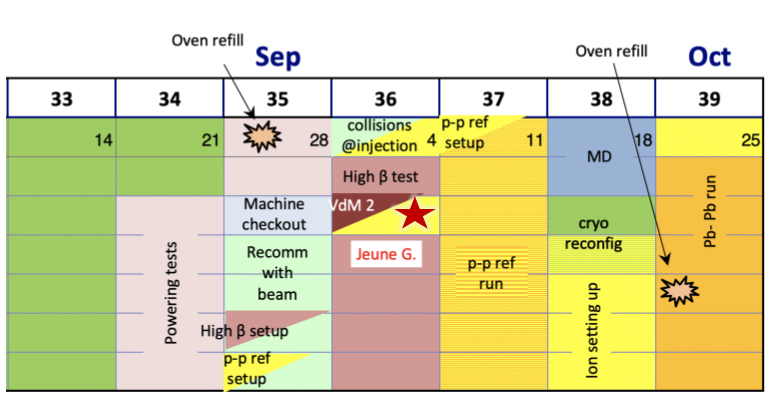 Oven refill
Sep
Oven refill
Oct
33
34
35
36
37
38
39
14
21
28
collisions
@injection
4
p-p ref
setup
11
MD
18
25
High β test
Machine
checkout
VdM 2
cryo
reconfig
Pb- Pb run
Powering tests
Recomm
with
beam
Jeune G.
p-p ref
run
Ion setting up
High β setup
p-p ref
setup